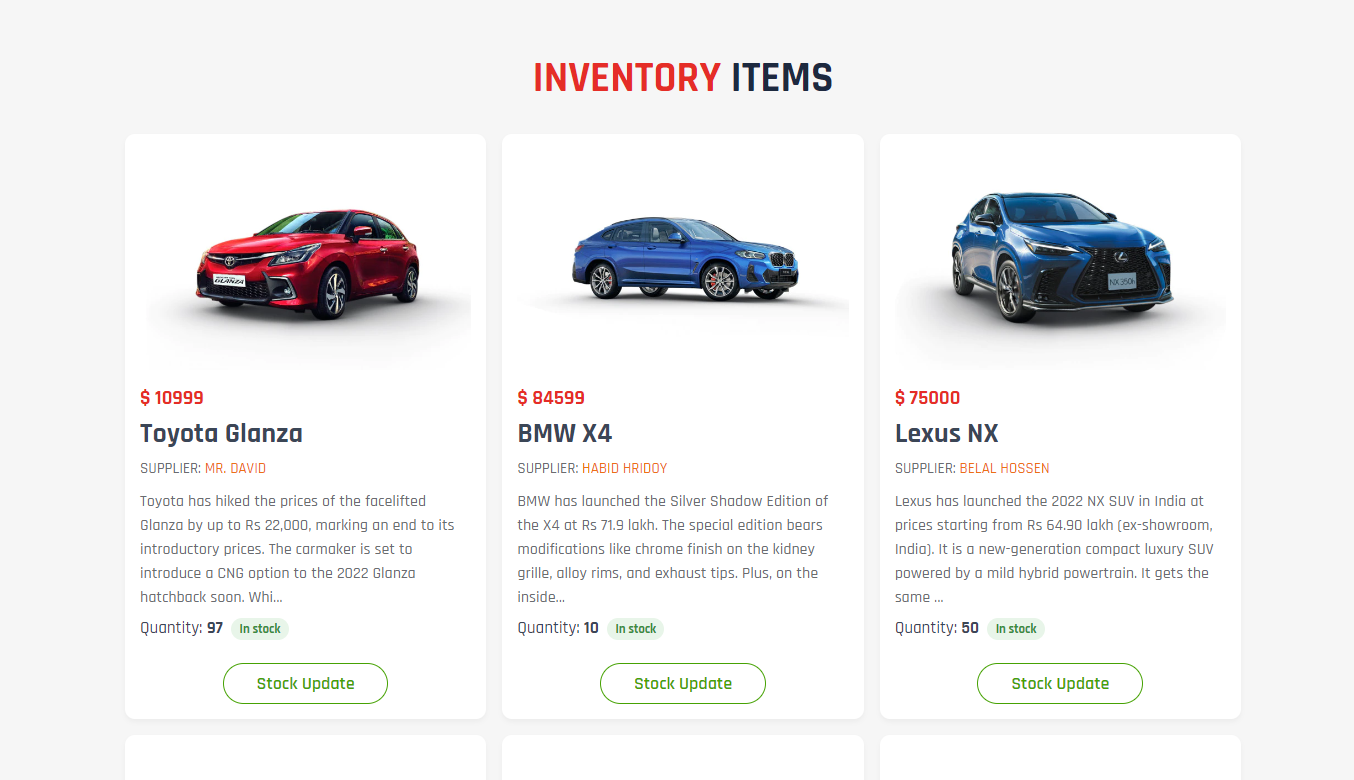 INVENTORY ITEMS
GLANZA
NX 350h
$ 10999
Toyota Glanza
SUPPLIER: MR. DAVID
Toyota has hiked the prices of the facelifted
Glanza by up to Rs 22,000, marking an end to its
introductory prices. The carmaker is set to
introduce a CNG option to the 2022 Glanza
hatchback soon. Whi...
Quantity: 97 In stock
Stock Update
$ 84599
BMW X4
SUPPLIER: HABID HRIDOY
BMW has launched the Silver Shadow Edition of
the X4 at Rs 71.9 lakh. The special edition bears
modifications like chrome finish on the kidney
grille, alloy rims, and exhaust tips. Plus, on the
inside...
Quantity: 10 In stock
Stock Update
$ 75000
Lexus NX
SUPPLIER: BELAL HOSSEN
Lexus has launched the 2022 NX SUV in India at
prices starting from Rs 64.90 lakh (ex-showroom,
India). It is a new-generation compact luxury SUV
powered by a mild hybrid powertrain. It gets the
same ...
Quantity: 50 In stock
Stock Update